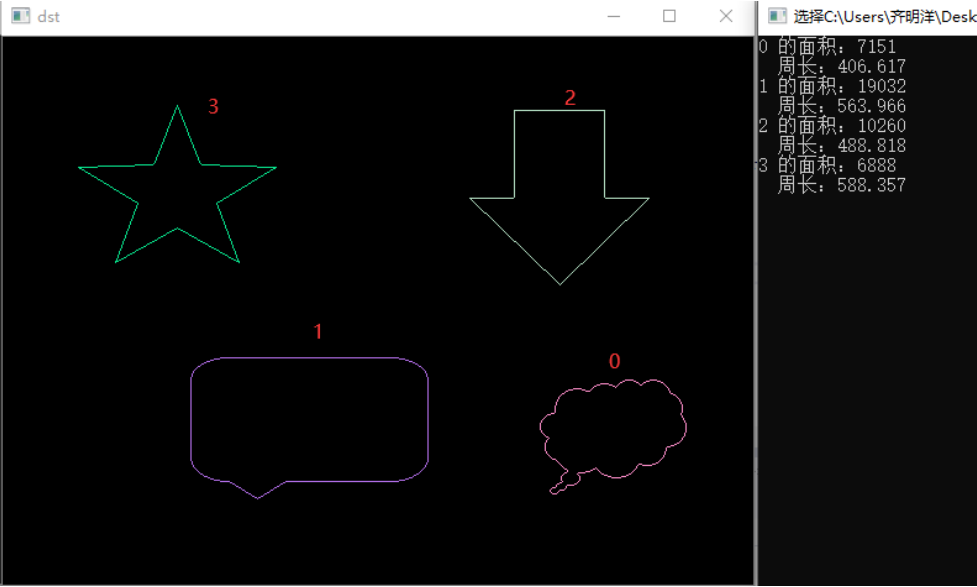 dst
3
2
1
0
选择C:\Users\齐明洋\Desk
0 的面积：7151
周长：406.617
1 的面积：19032
周长：563.966
2 的面积：10260
周长：488.818
3 的面积：6888
周长：588.357